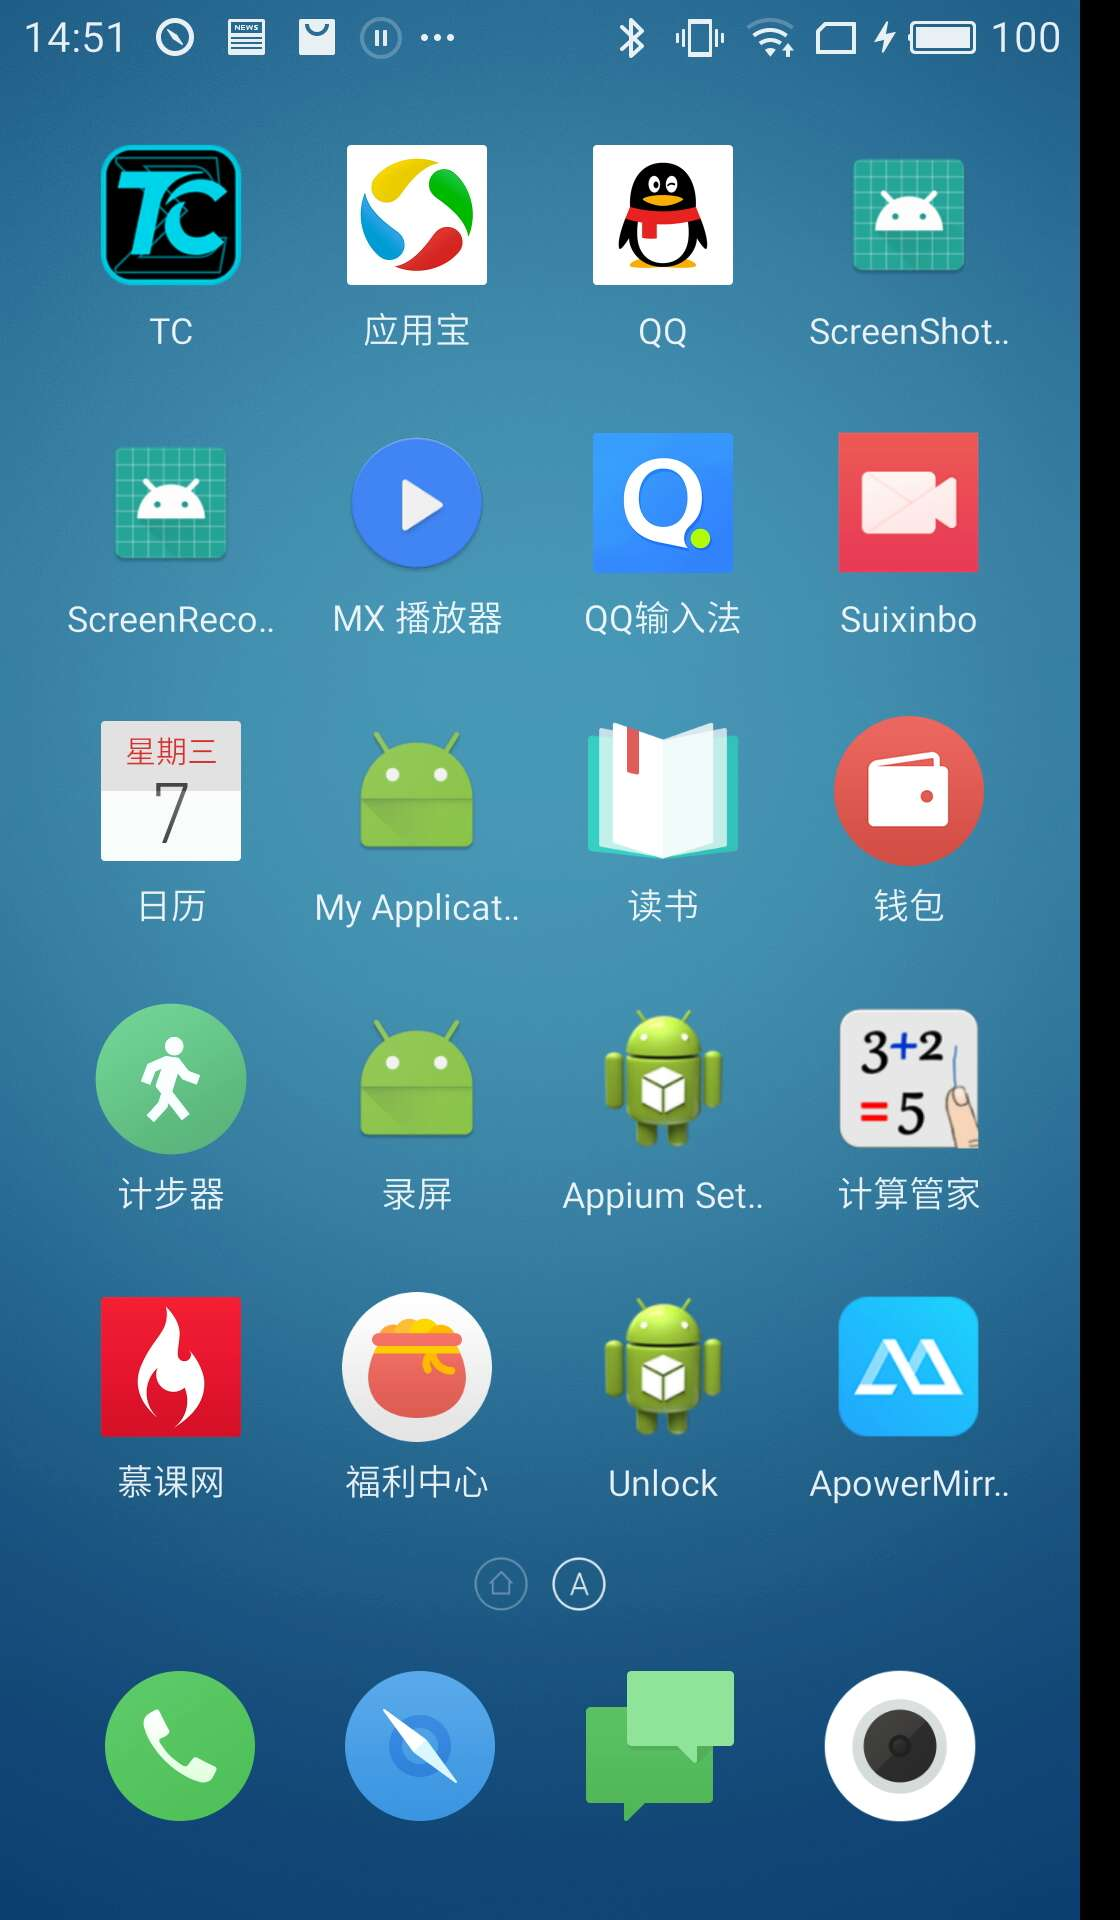 14:51 NEWS 100
TC 应用宝 QQ ScreenShot..
ScreenReco.. MX 播放器 QQ输入法 Suixinbo
星期三
7
日历 My Applicat.. 读书 钱包
3+2
=5
计步器 录屏 Appium Set.. 计算管家
慕课网 福利中心 Unlock ApowerMirr..
A